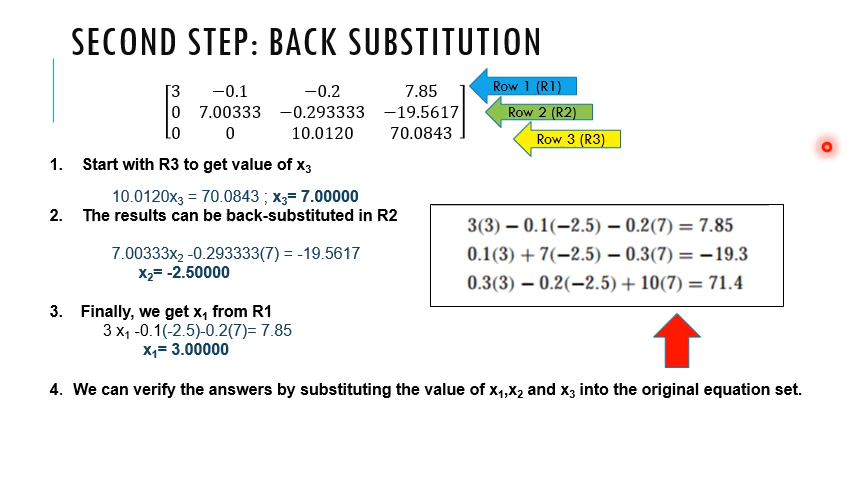 SECOND STEP: BACK SUBSTITUTION
3 −0.1 −0.2 7.85
Row 1 (R1)
0 7.00333 −0.293333 −19.5617
Row 2 (R2)
0 0 10.0120 70.0843
Row 3 (R3)
1. Start with R3 to get value of x₃
10.0120x₃ = 70.0843 ; x₃= 7.00000
2. The results can be back-substituted in R2
7.00333x₂ -0.293333(7) = -19.5617
x₂= -2.50000
3. Finally, we get x₁ from R1
3 x₁ -0.1(-2.5)-0.2(7)= 7.85
x₁= 3.00000
3(3) − 0.1(−2.5) − 0.2(7) = 7.85
0.1(3) + 7(−2.5) − 0.3(7) = −19.3
0.3(3) − 0.2(−2.5) + 10(7) = 71.4
4. We can verify the answers by substituting the value of x₁,x₂ and x₃ into the original equation set.